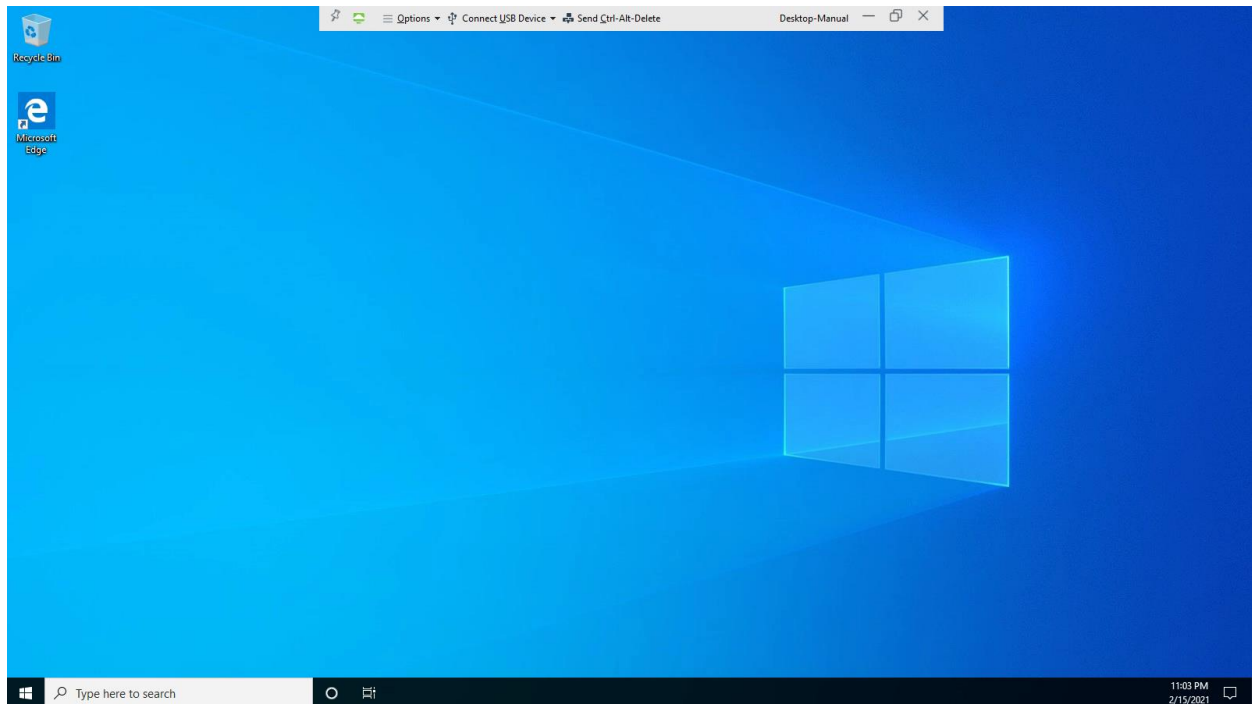 Options Connect USB Device Send Ctrl-Alt-Delete Desktop-Manual
Recycle Bin
Microsoft
Edge
Type here to search
11:03 PM
2/15/2021